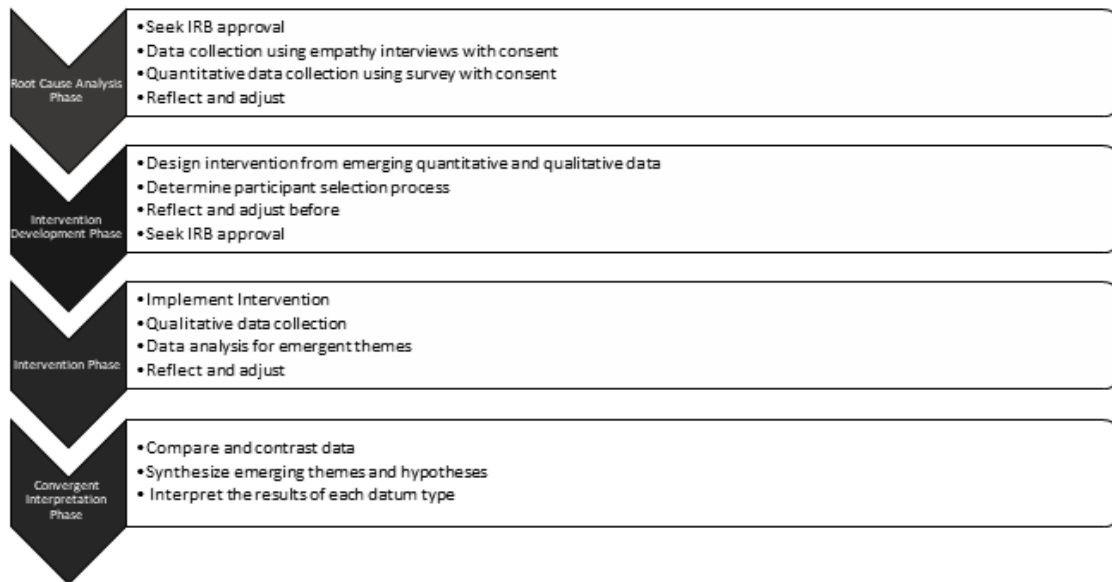 Root Cause Analysis
Phase
•Seek IRB approval
•Data collection using empathy interviews with consent
•Quantitative data collection using survey with consent
•Reflect and adjust
Intervention
Development Phase
•Design intervention from emerging quantitative and qualitative data
•Determine participant selection process
•Reflect and adjust before
•Seek IRB approval
Intervention Phase
•Implement Intervention
•Qualitative data collection
•Data analysis for emergent themes
•Reflect and adjust
Convergent
Interpretation
Phase
•Compare and contrast data
•Synthesize emerging themes and hypotheses
• Interpret the results of each datum type